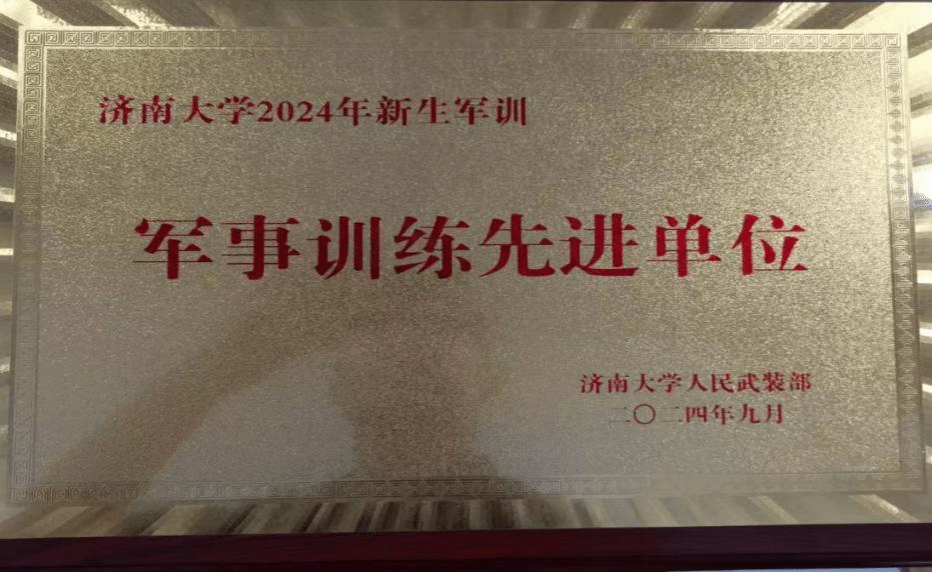 济南大学2024年新生军训
军事训练先进单位
济南大学人民武装部
二〇二四年九月